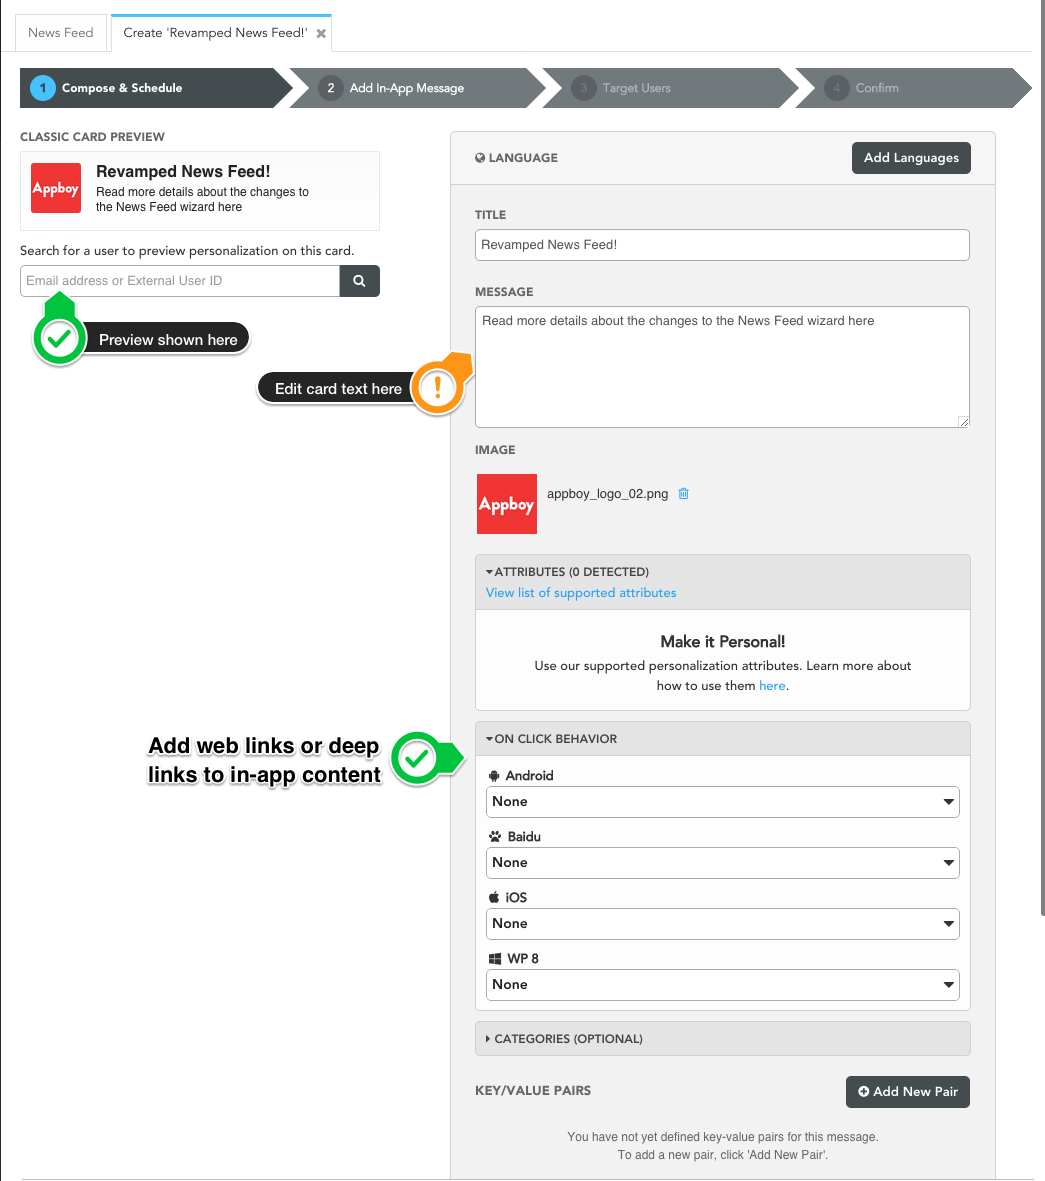 News Feed
Create 'Revamped News Feed!'
1 Compose & Schedule
2 Add In-App Message
3 Target Users
4 Confirm
CLASSIC CARD PREVIEW
Appboy
Revamped News Feed!
Read more details about the changes to
the News Feed wizard here
Search for a user to preview personalization on this card.
Email address or External User ID
Preview shown here
Edit card text here
!
Add web links or deep
links to in-app content
LANGUAGE
Add Languages
TITLE
Revamped News Feed!
MESSAGE
Read more details about the changes to the News Feed wizard here
IMAGE
Appboy
appboy_logo_02.png
ATTRIBUTES (0 DETECTED)
View list of supported attributes
Make it Personal!
Use our supported personalization attributes. Learn more about
how to use them here.
ON CLICK BEHAVIOR
Android
None
Baidu
None
iOS
None
WP 8
None
CATEGORIES (OPTIONAL)
KEY/VALUE PAIRS
Add New Pair
You have not yet defined key-value pairs for this message.
To add a new pair, click 'Add New Pair'.